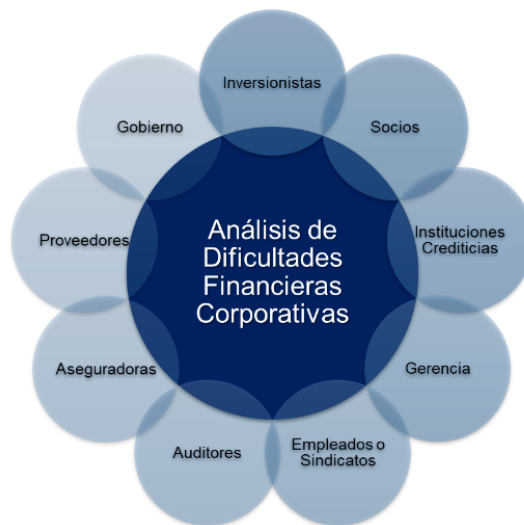 Inversionistas
Socios
Instituciones
Crediticias
Gerencia
Empleados o
Sindicatos
Auditores
Aseguradoras
Proveedores
Gobierno
Análisis de
Dificultades
Financieras
Corporativas